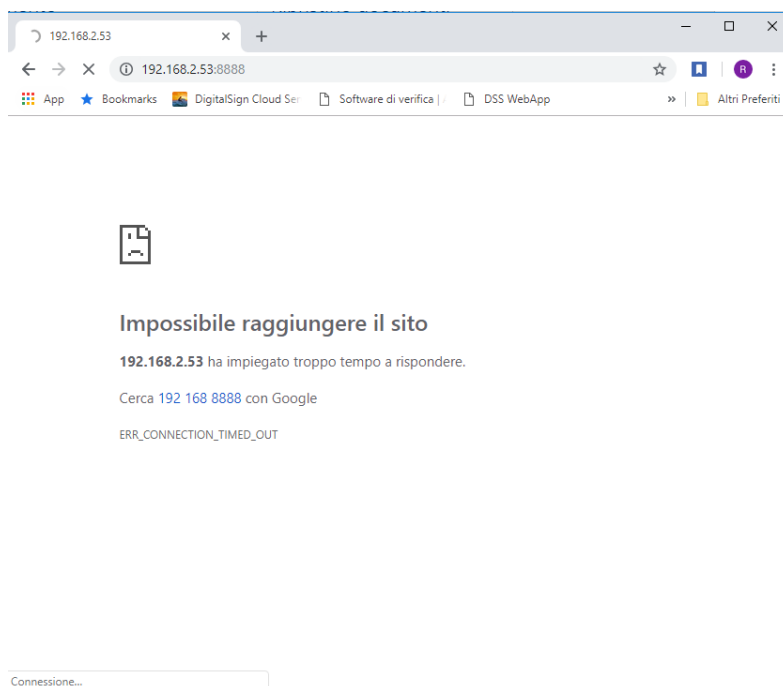 192.168.2.53
192.168.2.53:8888
R
App Bookmarks DigitalSign Cloud Ser Software di verifica | DSS WebApp » Altri Preferiti
Impossibile raggiungere il sito
192.168.2.53 ha impiegato troppo tempo a rispondere.
Cerca 192 168 8888 con Google
ERR_CONNECTION_TIMED_OUT
Connessione...